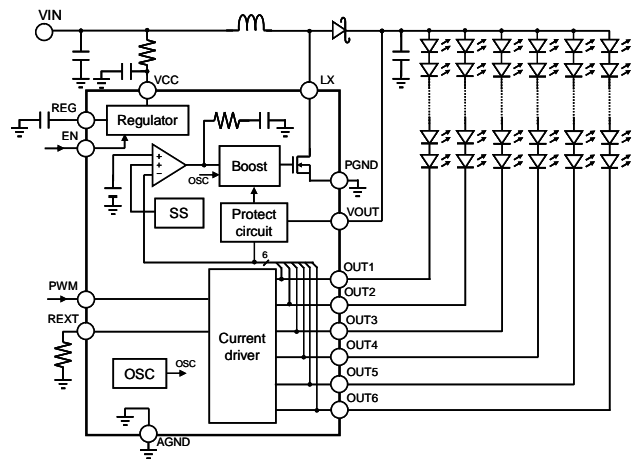 VIN
VCC
LX
REG
Regulator
EN
+
+
−
OSC
Boost
PGND
SS
Protect
circuit
VOUT
6
OUT1
PWM
OUT2
REXT
OUT3
Current
driver
OUT4
OSC
OSC
OUT5
OUT6
AGND